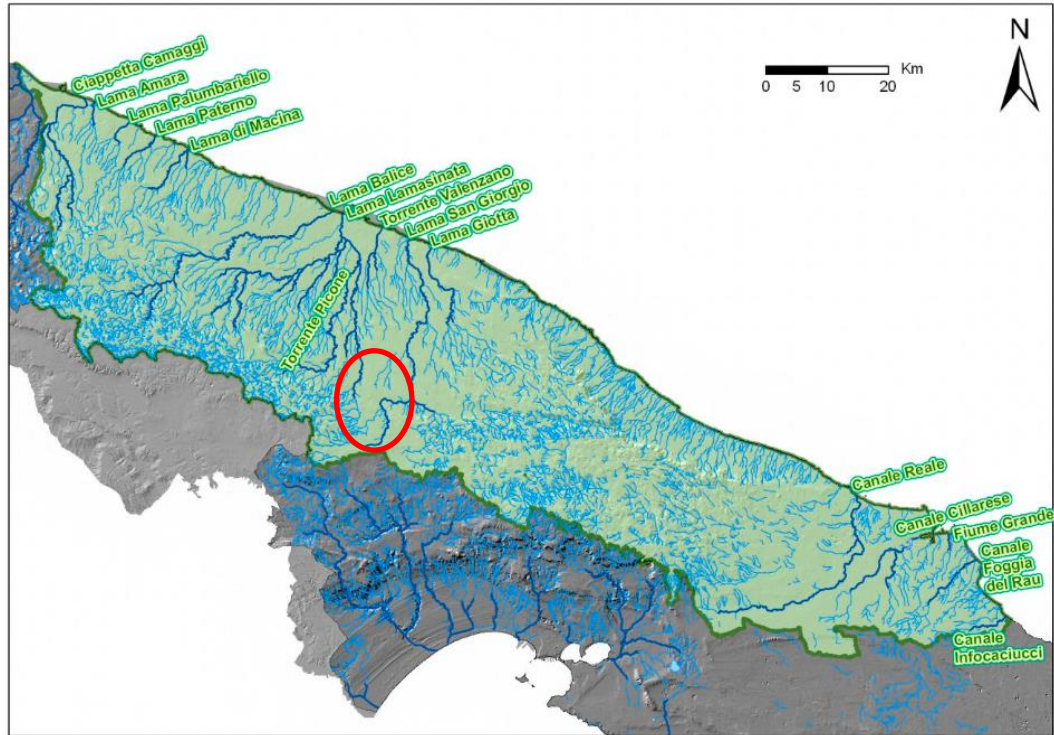 Ciappetta Camaggi
Lama Amara
Lama Palumbariello
Lama Paterno
Lama di Macina
Lama Balice
Lama Lamasinata
Torrente Valenzano
Lama San Giorgio
Lama Giotta
Torrente Picone
N
Km
0 5 10 20
Canale Reale
Canale Cillarese
Fiume Grande
Canale
Foggia
del Rau
Canale
Infocaciucci